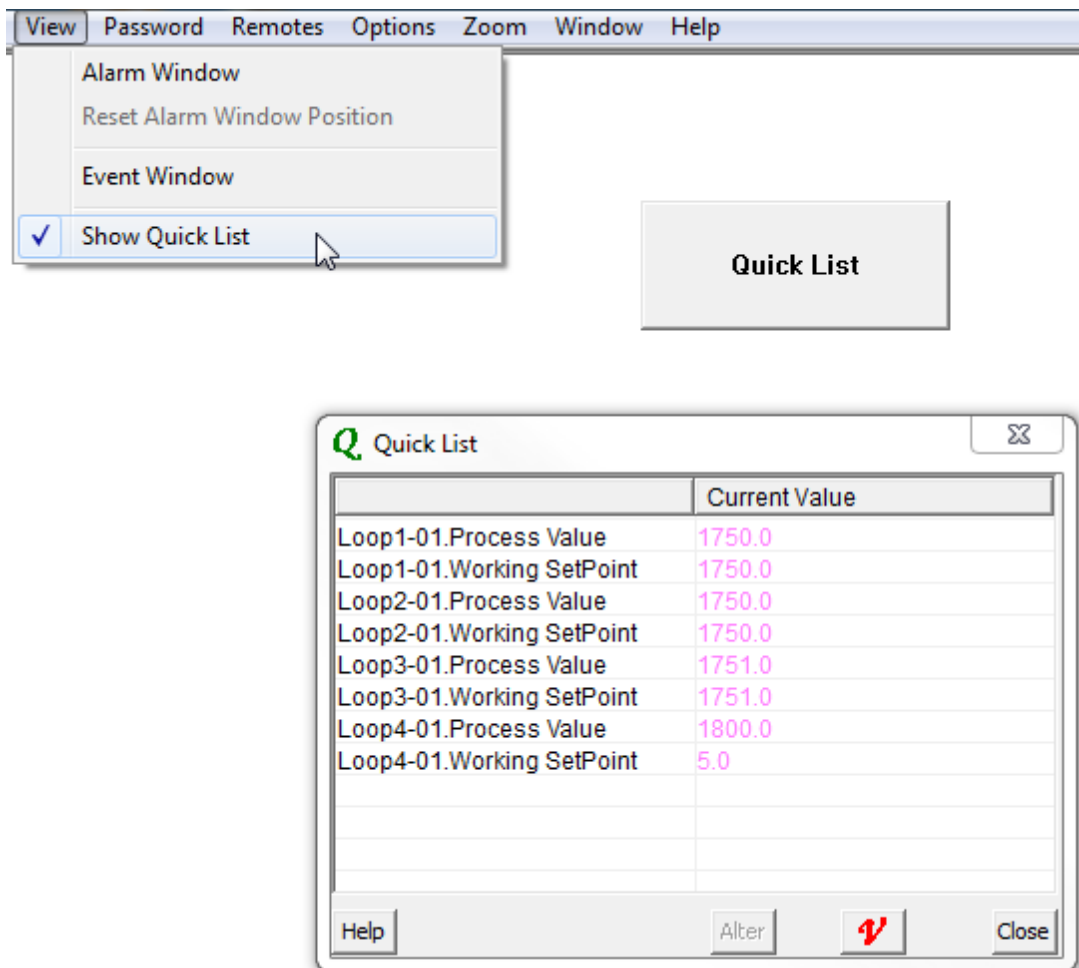 View Password Remotes Options Zoom Window Help
Alarm Window
Reset Alarm Window Position
Event Window
Show Quick List
Quick List
Q Quick List
Current Value
Loop1-01.Process Value 1750.0
Loop1-01.Working SetPoint 1750.0
Loop2-01.Process Value 1750.0
Loop2-01.Working SetPoint 1750.0
Loop3-01.Process Value 1751.0
Loop3-01.Working SetPoint 1751.0
Loop4-01.Process Value 1800.0
Loop4-01.Working SetPoint 5.0
Help Alter V Close